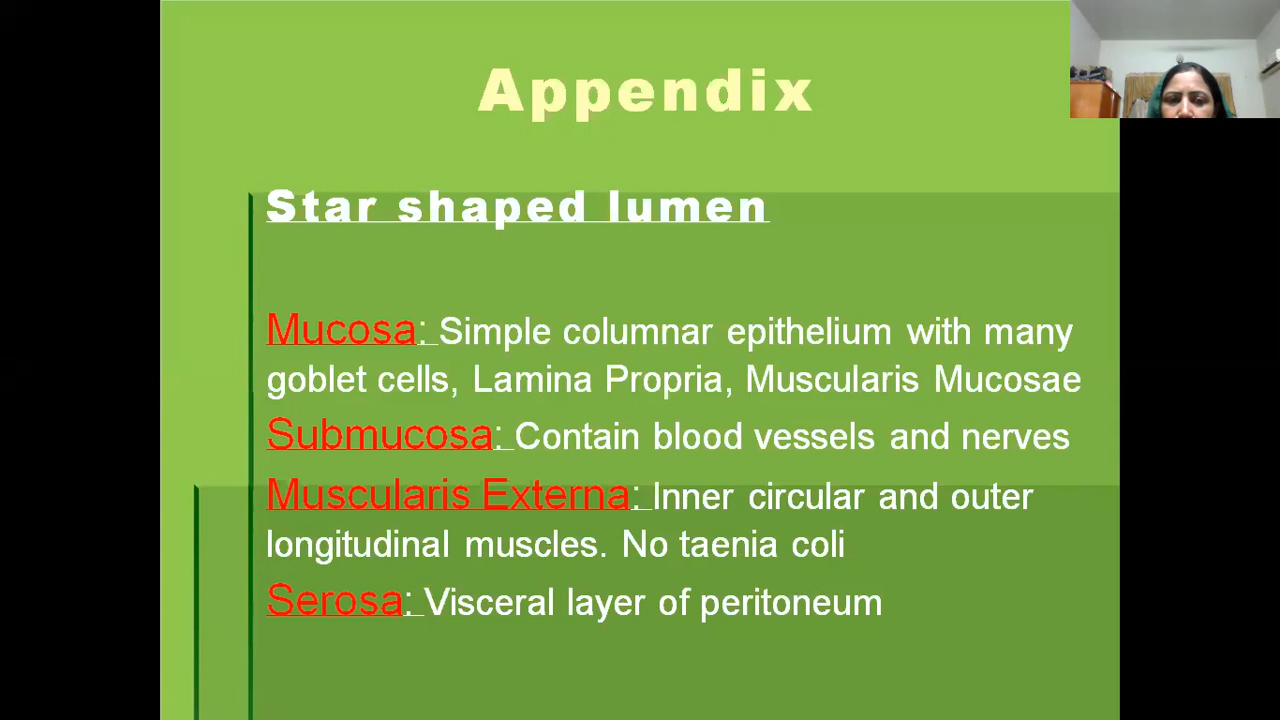 Appendix
Star shaped lumen
Mucosa: Simple columnar epithelium with many
goblet cells, Lamina Propria, Muscularis Mucosae
Submucosa: Contain blood vessels and nerves
Muscularis Externa: Inner circular and outer
longitudinal muscles. No taenia coli
Serosa: Visceral layer of peritoneum